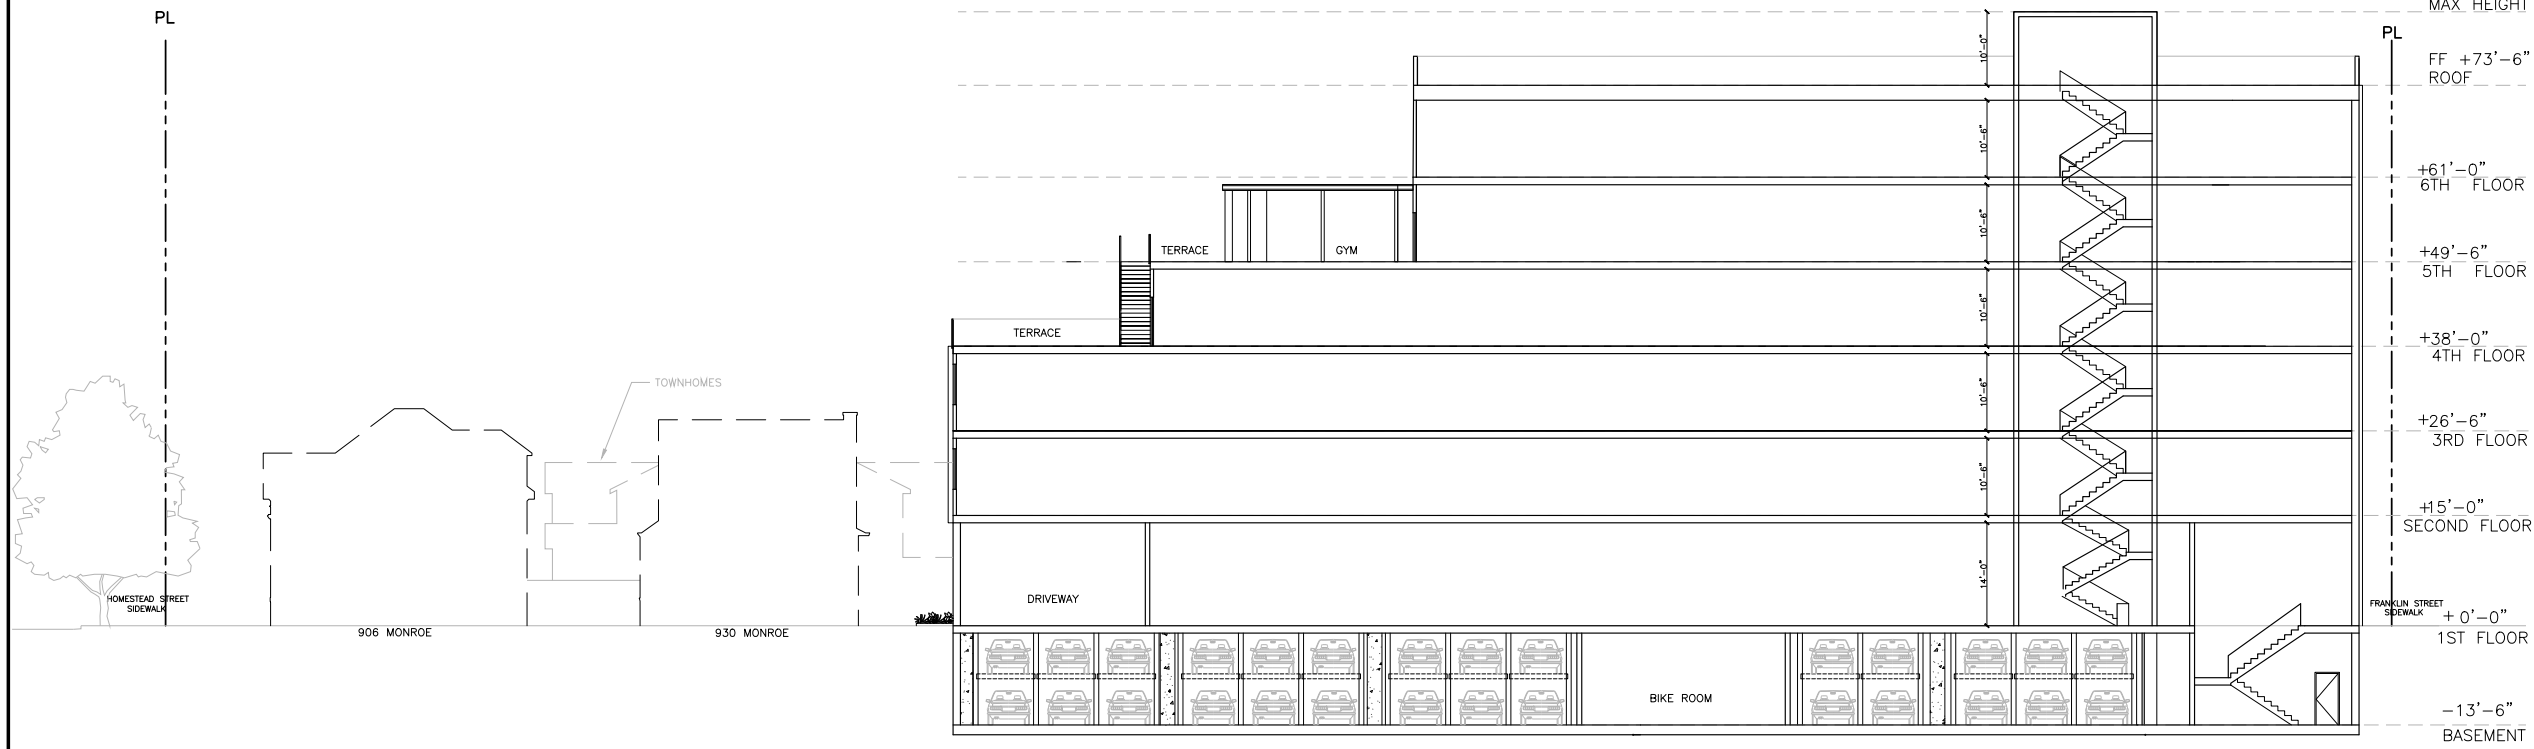 PL
MAX HEIGHT
PL
10'-0"
FF +73'-6"
ROOF
10'-6"
+61'-0"
6TH FLOOR
10'-6"
TERRACE
GYM
+49'-6"
5TH FLOOR
10'-6"
TERRACE
+38'-0"
4TH FLOOR
TOWNHOMES
10'-6"
+26'-6"
3RD FLOOR
10'-6"
+15'-0"
SECOND FLOOR
14'-0"
HOMESTEAD STREET
SIDEWALK
DRIVEWAY
FRANKLIN STREET
SIDEWALK
+0'-0"
1ST FLOOR
906 MONROE
930 MONROE
BIKE ROOM
-13'-6"
BASEMENT